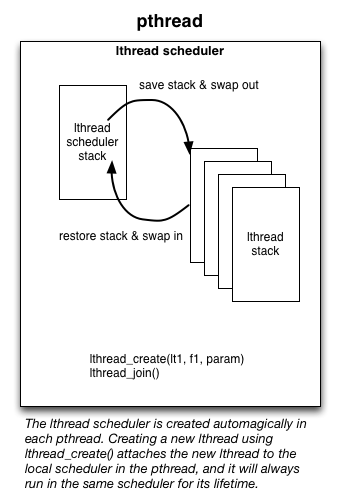 pthread
lthread scheduler
save stack & swap out
lthread
scheduler
stack
restore stack & swap in
lthread
stack
lthread_create(lt1, f1, param)
lthread_join()
The lthread scheduler is created automagically in
each pthread. Creating a new lthread using
lthread_create() attaches the new lthread to the
local scheduler in the pthread, and it will always
run in the same scheduler for its lifetime.